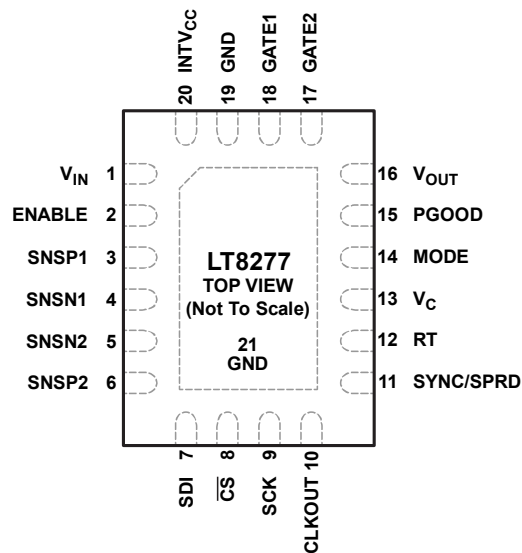 20 INTVCC
19 GND
18 GATE1
17 GATE2
VIN 1
ENABLE 2
SNSP1 3
SNSN1 4
SNSN2 5
SNSP2 6
LT8277
TOP VIEW
(Not To Scale)
21
GND
16 VOUT
15 PGOOD
14 MODE
13 VC
12 RT
11 SYNC/SPRD
SDI 7
CS 8
SCK 9
CLKOUT 10